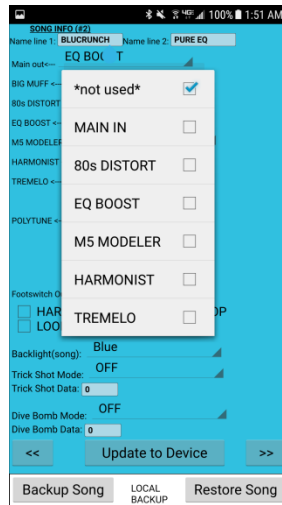 100% 1:51 AM
SONG INFO (#2)
Name line 1: BLUCRUNCH Name line 2: PURE EQ
Main out<-- EQ BOO T
BIG MUFF <--
80s DISTORT
EQ BOOST <--
M5 MODELER
HARMONIST
TREMELO <--
POLYTUNE <-
*not used*
MAIN IN
80s DISTORT
EQ BOOST
M5 MODELER
HARMONIST
TREMELO
Footswitch O
HAR OP
LOO
Backlight(song): Blue
Trick Shot Mode: OFF
Trick Shot Data: 0
Dive Bomb Mode: OFF
Dive Bomb Data: 0
<< Update to Device >>
Backup Song LOCAL BACKUP Restore Song